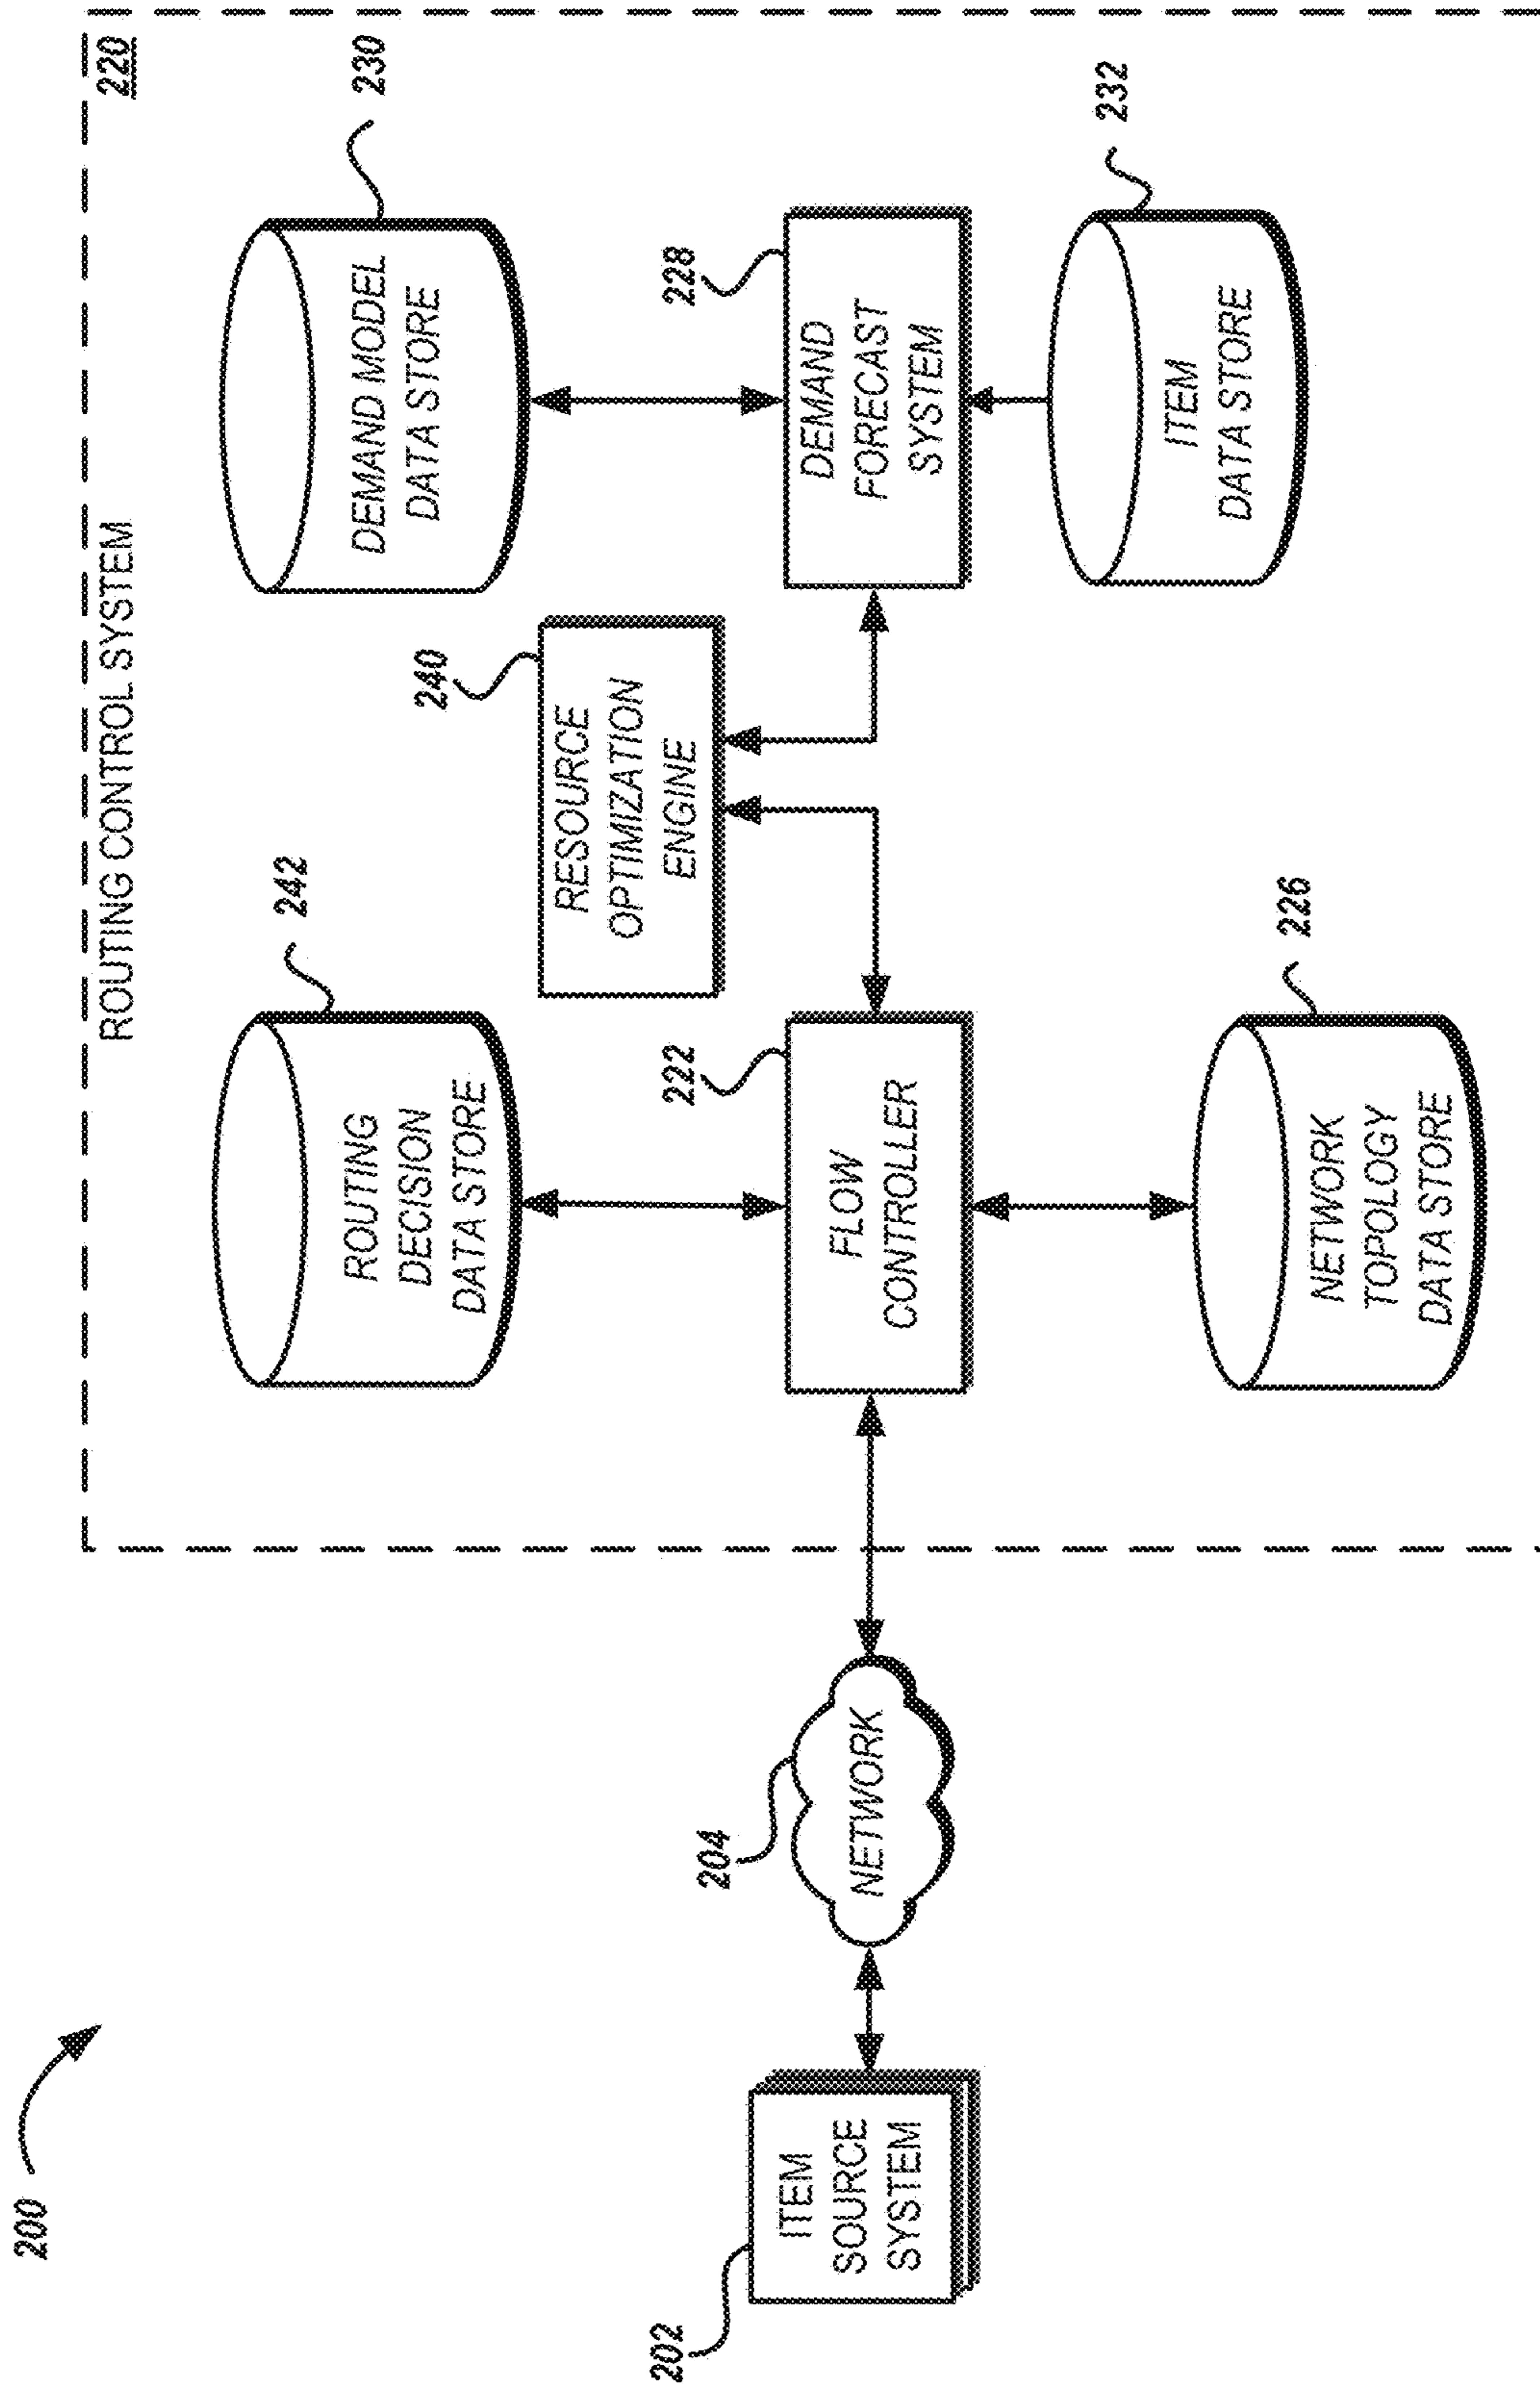 200
ROUTING CONTROL SYSTEM
220
242
ROUTING
DECISION
DATA STORE
230
DEMAND MODEL
DATA STORE
240
RESOURCE
OPTIMIZATION
ENGINE
202
ITEM
SOURCE
SYSTEM
204
NETWORK
222
FLOW
CONTROLLER
228
DEMAND
FORECAST
SYSTEM
226
NETWORK
TOPOLOGY
DATA STORE
232
ITEM
DATA STORE